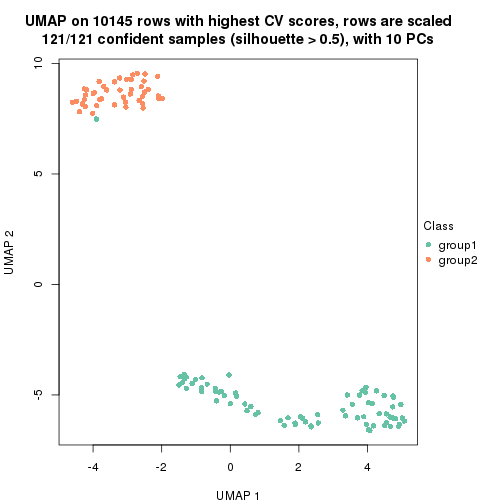 UMAP on 10145 rows with highest CV scores, rows are scaled
121/121 confident samples (silhouette > 0.5), with 10 PCs
10
5
0
-5
UMAP 2
-4
-2
0
2
4
UMAP 1
Class
group1
group2